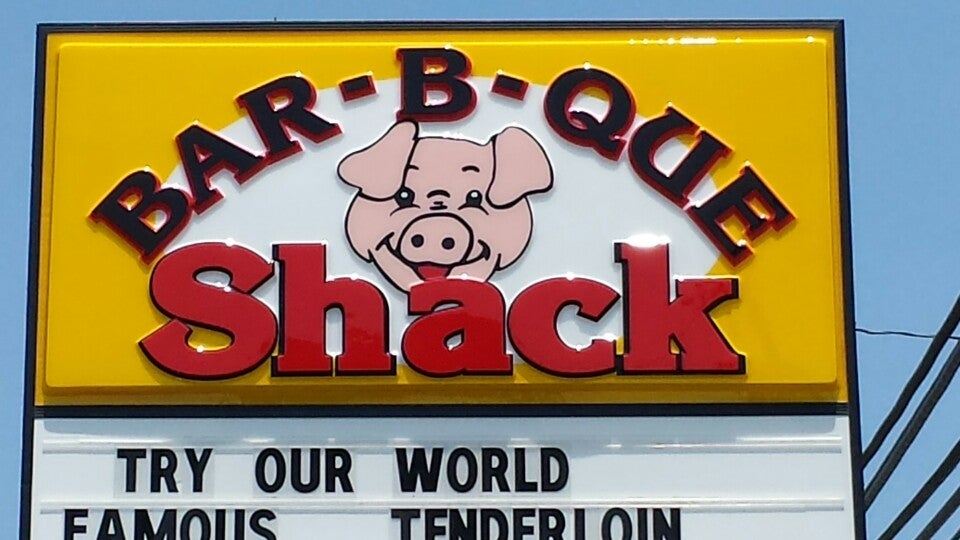 BAR-B-QUE
Shack
TRY OUR WORLD
FAMOUS TENDERLOIN